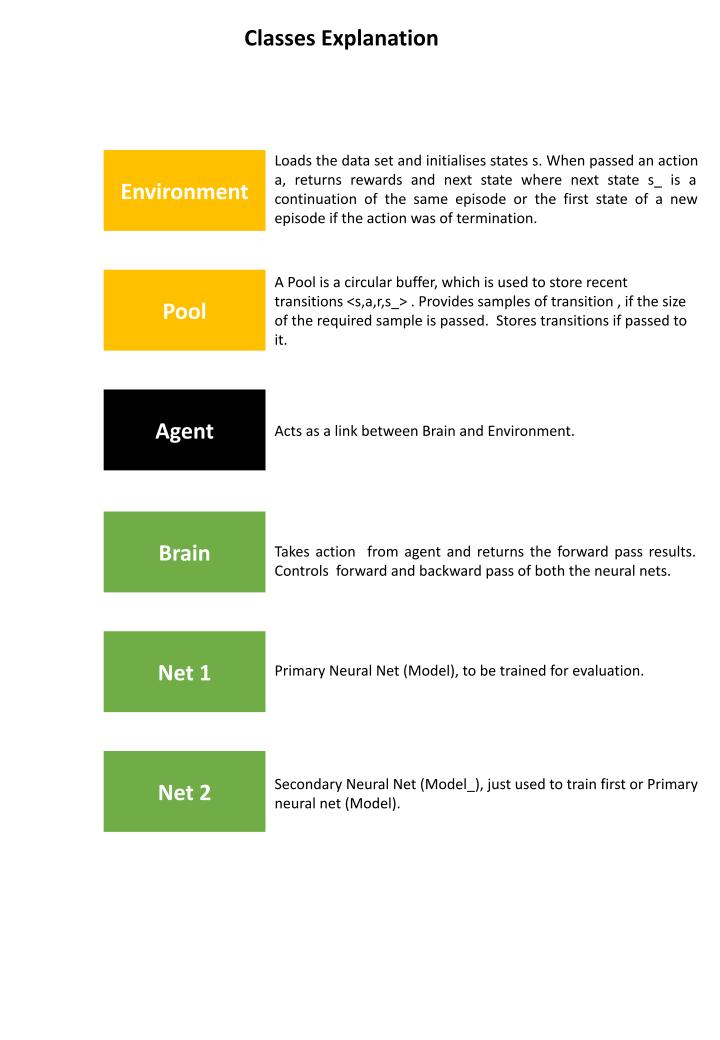 Classes Explanation
Environment
Loads the data set and initialises states s. When passed an action
a, returns rewards and next state where next state s_ is a
continuation of the same episode or the first state of a new
episode if the action was of termination.
Pool
A Pool is a circular buffer, which is used to store recent
transitions <s,a,r,s_> . Provides samples of transition , if the size
of the required sample is passed.  Stores transitions if passed to
it.
Agent
Acts as a link between Brain and Environment.
Brain
Takes action  from agent and returns the forward pass results.
Controls  forward and backward pass of both the neural nets.
Net 1
Primary Neural Net (Model), to be trained for evaluation.
Net 2
Secondary Neural Net (Model_), just used to train first or Primary
neural net (Model).